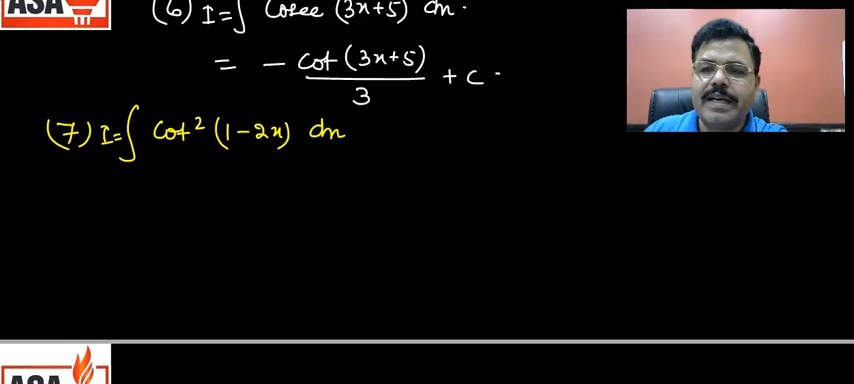 ASA
(6) I=∫ Cosec (3x+5) dx.
= - cot (3x+5) / 3 + c.
(7) I=∫ Cot² (1-2x) dx
ASA